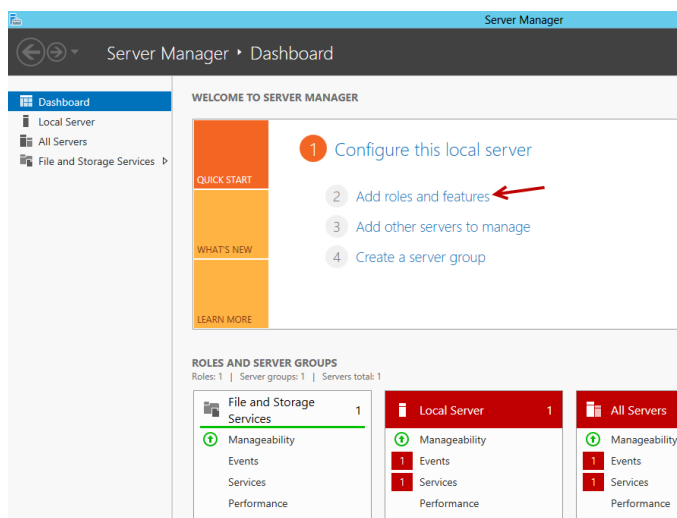 Server Manager
Server Manager • Dashboard
Dashboard
Local Server
All Servers
File and Storage Services
WELCOME TO SERVER MANAGER
QUICK START
WHAT'S NEW
LEARN MORE
1 Configure this local server
2 Add roles and features
3 Add other servers to manage
4 Create a server group
ROLES AND SERVER GROUPS
Roles: 1 | Server groups: 1 | Servers total: 1
File and Storage
Services 1
Manageability
Events
Services
Performance
Local Server 1
Manageability
1 Events
1 Services
Performance
All Servers
Manageability
1 Events
1 Services
Performance